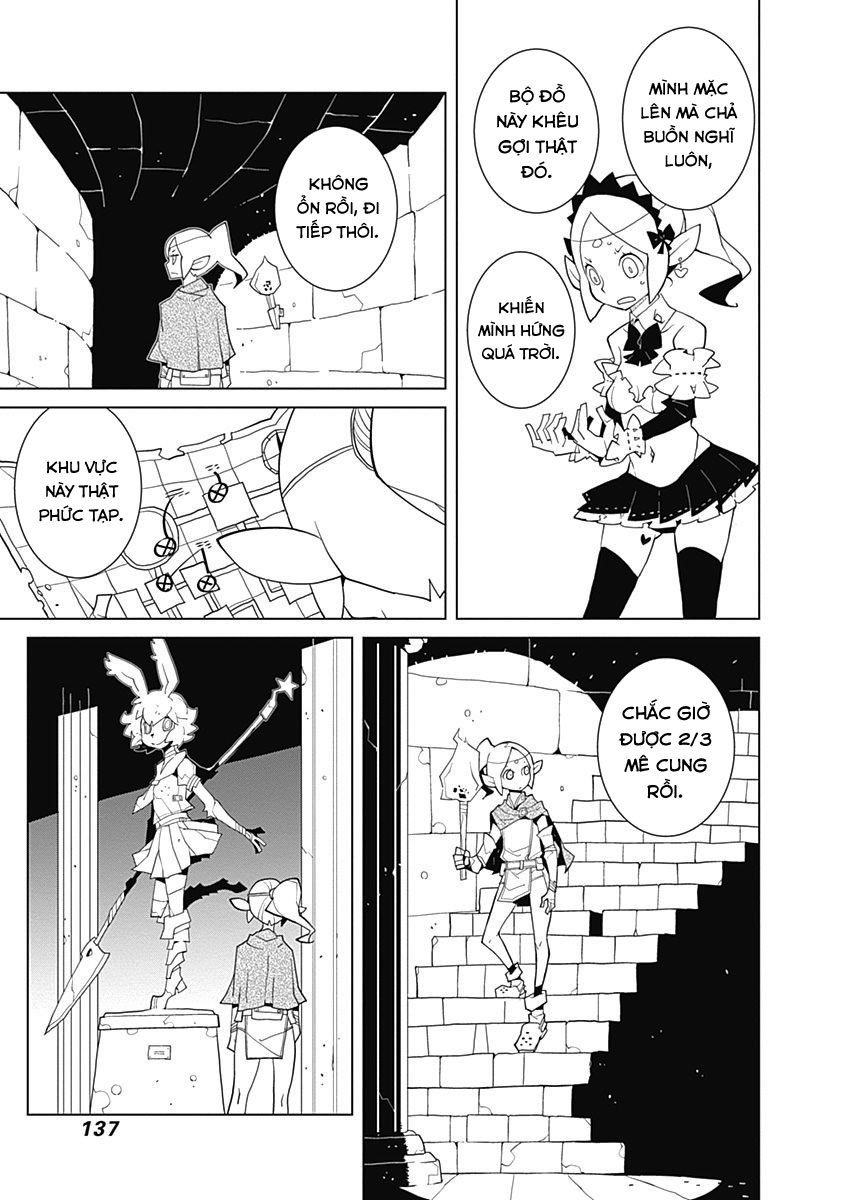 MÌNH MẶC
LÊN MÀ CHẢ
BUỒN NGHĨ
LUÔN,
BỘ ĐỒ
NÀY KHÊU
GỢI THẬT
ĐÓ.
KHIẾN
MÌNH HỨNG
QUÁ TRỜI.
KHÔNG
ỔN RỒI, ĐI
TIẾP THÔI.
KHU VỰC
NÀY THẬT
PHỨC TẠP.
CHẮC GIỜ
ĐƯỢC 2/3
MÊ CUNG
RỒI.
137